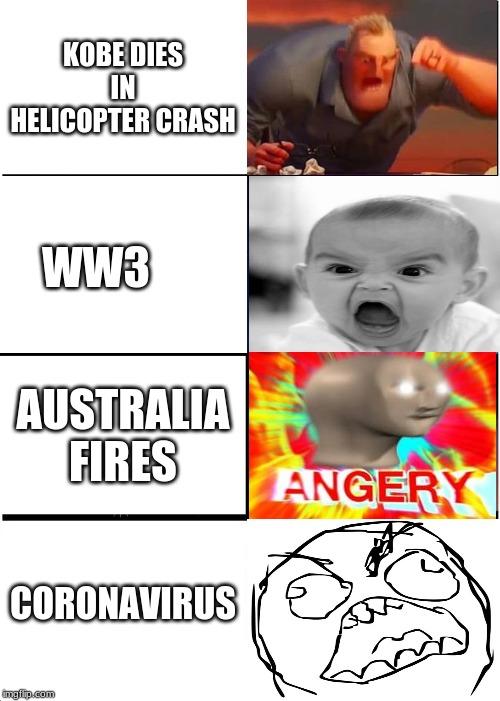 KOBE DIES
IN
HELICOPTER CRASH
WW3
AUSTRALIA
FIRES
ANGERY
CORONAVIRUS
imgflip.com